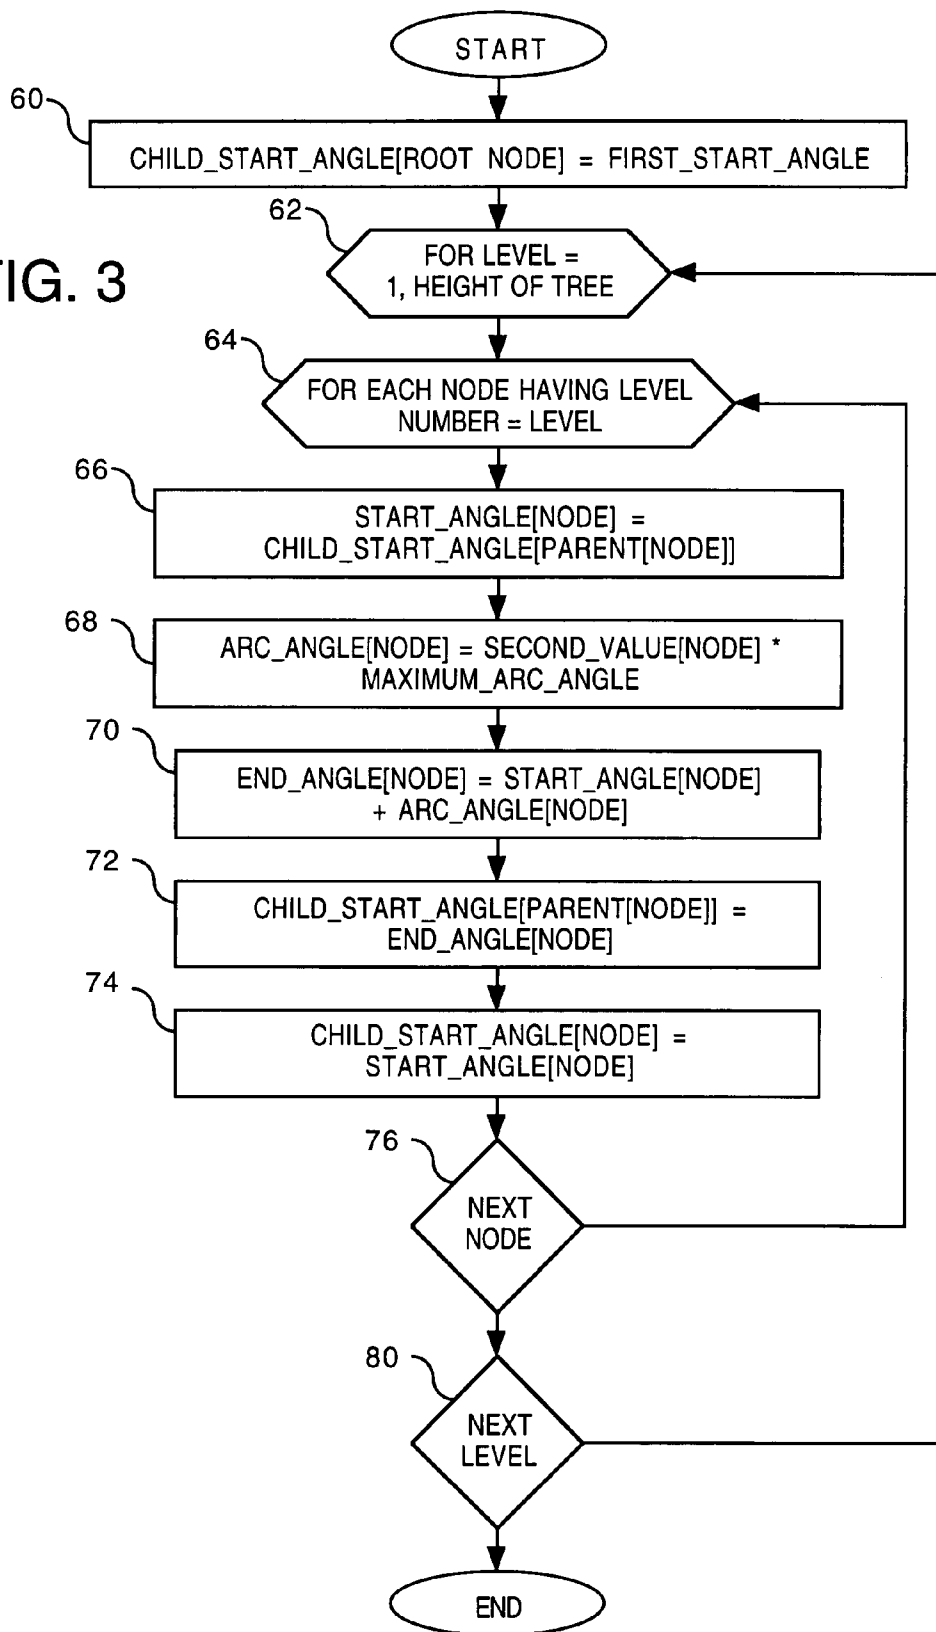 START
60
CHILD_START_ANGLE[ROOT NODE] = FIRST_START_ANGLE
62
FOR LEVEL =
1, HEIGHT OF TREE
IG. 3
64
FOR EACH NODE HAVING LEVEL
NUMBER = LEVEL
66
START_ANGLE[NODE] =
CHILD_START_ANGLE[PARENT[NODE]]
68
ARC_ANGLE[NODE] = SECOND_VALUE[NODE] *
MAXIMUM_ARC_ANGLE
70
END_ANGLE[NODE] = START_ANGLE[NODE]
+ ARC_ANGLE[NODE]
72
CHILD_START_ANGLE[PARENT[NODE]] =
END_ANGLE[NODE]
74
CHILD_START_ANGLE[NODE] =
START_ANGLE[NODE]
76
NEXT
NODE
80
NEXT
LEVEL
END